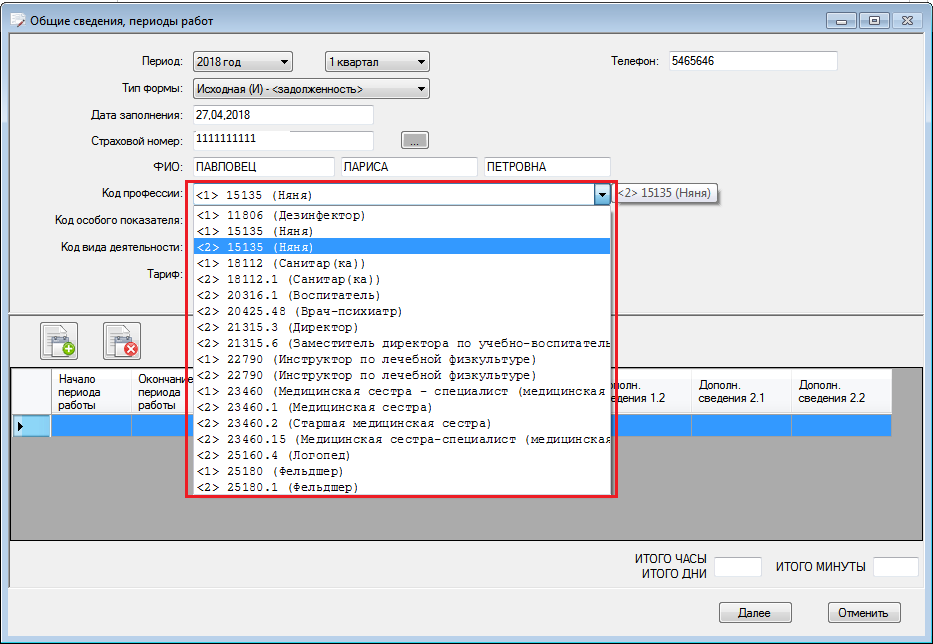 Общие сведения, периоды работ
Период: 2018 год 1 квартал Телефон: 5465646
Тип формы: Исходная (И) - <задолженность>
Дата заполнения: 27,04,2018
Страховой номер: 1111111111 ...
ФИО: ПАВЛОВЕЦ ЛАРИСА ПЕТРОВНА
Код профессии: <1> 15135 (Няня) <2> 15135 (Няня)
Код особого показателя:
Код вида деятельности:
Тариф:
<1> 11806 (Дезинфектор)
<1> 15135 (Няня)
<2> 15135 (Няня)
<1> 18112 (Санитар(ка))
<2> 18112.1 (Санитар(ка))
<2> 20316.1 (Воспитатель)
<2> 20425.48 (Врач-психиатр)
<2> 21315.3 (Директор)
<2> 21315.6 (Заместитель директора по учебно-воспитатель
<1> 22790 (Инструктор по лечебной физкультуре)
<2> 22790 (Инструктор по лечебной физкультуре)
<1> 23460 (Медицинская сестра - специалист (медицинская
<2> 23460.1 (Медицинская сестра)
<2> 23460.2 (Старшая медицинская сестра)
<2> 23460.15 (Медицинская сестра-специалист (медицинская
<2> 25160.4 (Логопед)
<1> 25180 (Фельдшер)
<2> 25180.1 (Фельдшер)
Начало Окончание полн. Дополн. Дополн.
периода периода едения 1.2 сведения 2.1 сведения 2.2
работы работы
ИТОГО ЧАСЫ ИТОГО МИНУТЫ
ИТОГО ДНИ
Далее Отменить